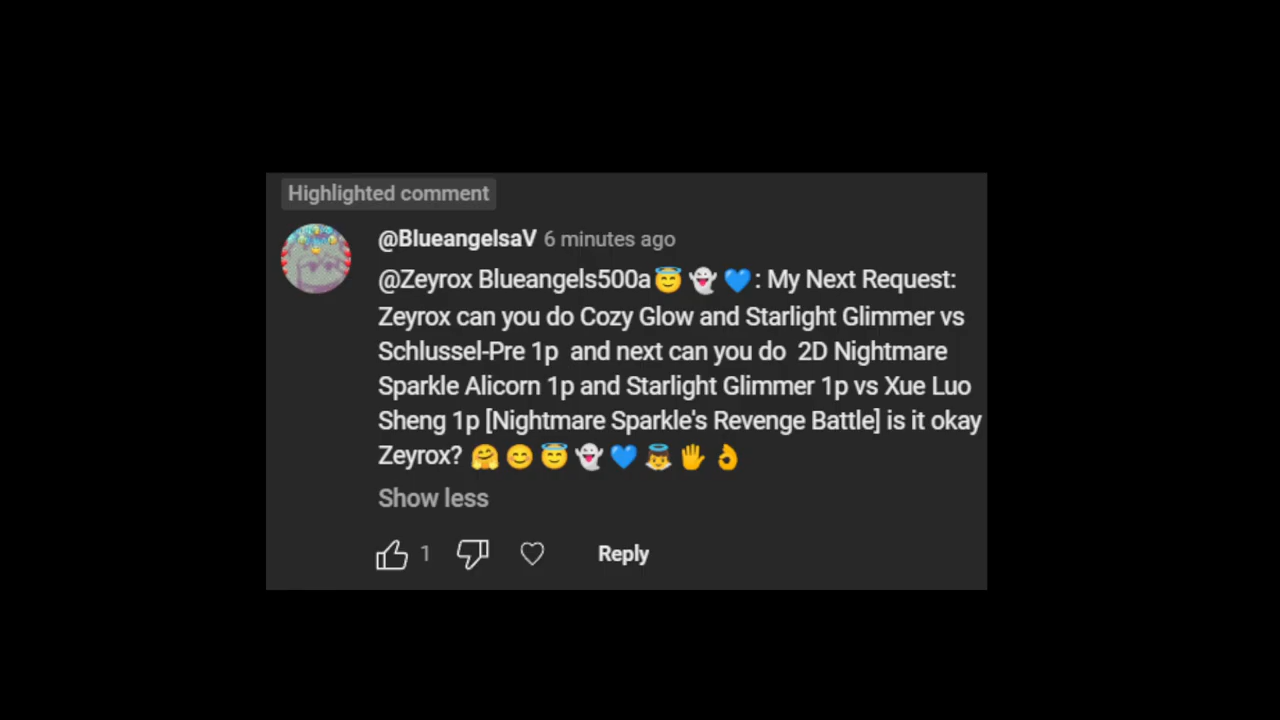 Highlighted comment
@BlueangelsaV 6 minutes ago
@Zeyrox Blueangels500a😇👻💙: My Next Request:
Zeyrox can you do Cozy Glow and Starlight Glimmer vs
Schlussel-Pre 1p  and next can you do  2D Nightmare
Sparkle Alicorn 1p and Starlight Glimmer 1p vs Xue Luo
Sheng 1p [Nightmare Sparkle's Revenge Battle] is it okay
Zeyrox? 🤗😊😇👻💙👼🖐👌
Show less
1 Reply